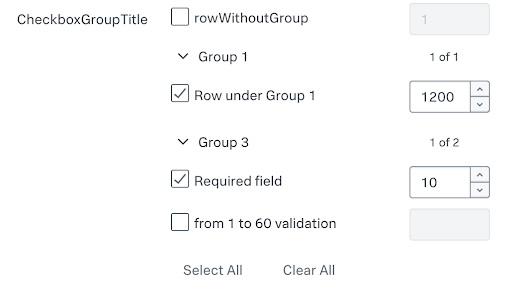 CheckboxGroupTitle rowWithoutGroup 1
Group 1 1 of 1
Row under Group 1 1200
Group 3 1 of 2
Required field 10
from 1 to 60 validation
Select All Clear All